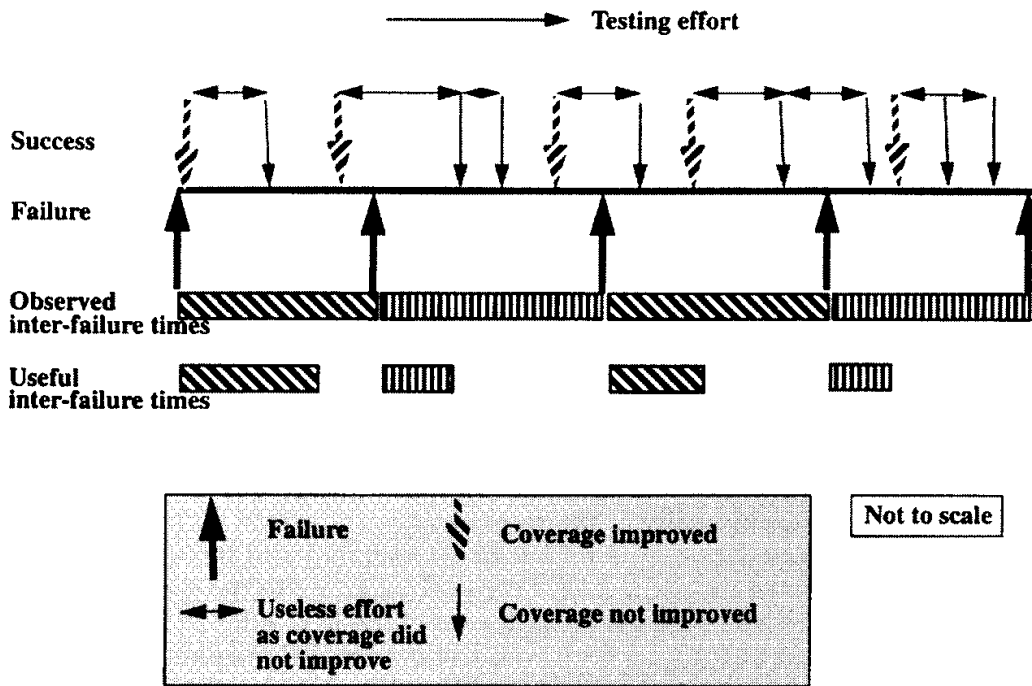 Testing effort
Success
Failure
Observed
inter-failure times
Useful
inter-failure times
Failure
Coverage improved
Not to scale
Useless effort
as coverage did
not improve
Coverage not improved